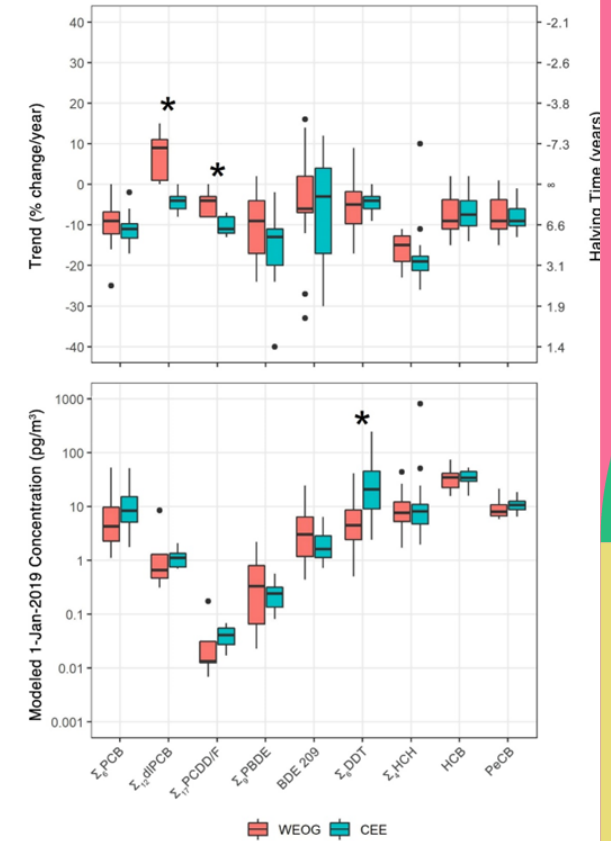 Trend (% change/year)
40
30
20
10
0
-10
-20
-30
-40
*
*
-2.1
-2.6
-3.8
-7.3
∞
6.6
3.1
1.9
1.4
Halving Time (years)
Modeled 1-Jan-2019 Concentration (pg/m³)
1000
100
10
1
0.1
0.01
0.001
*
Σ₆PCB
Σ₁₂dlPCB
Σ₁₇PCDD/F
Σ₉PBDE
BDE 209
Σ₆DDT
Σ₄HCH
HCB
PeCB
WEOG
CEE